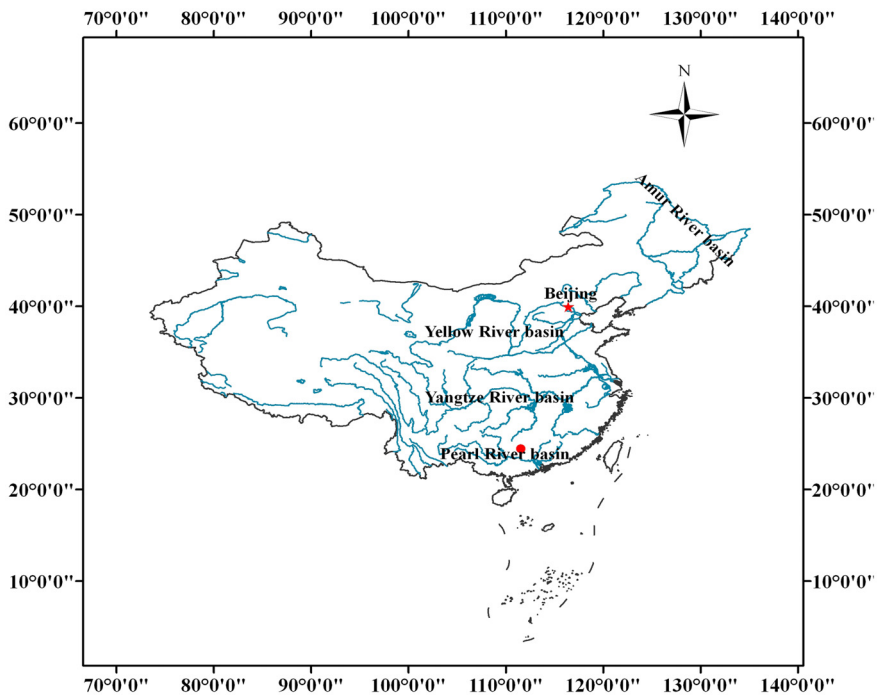 70°0'0" 80°0'0" 90°0'0" 100°0'0" 110°0'0" 120°0'0" 130°0'0" 140°0'0"
N
60°0'0" 60°0'0"
Amur River basin
50°0'0" 50°0'0"
Beijing
40°0'0" 40°0'0"
Yellow River basin
Yangtze River basin
30°0'0" 30°0'0"
Pearl River basin
20°0'0" 20°0'0"
10°0'0" 10°0'0"
70°0'0" 80°0'0" 90°0'0" 100°0'0" 110°0'0" 120°0'0" 130°0'0" 140°0'0"